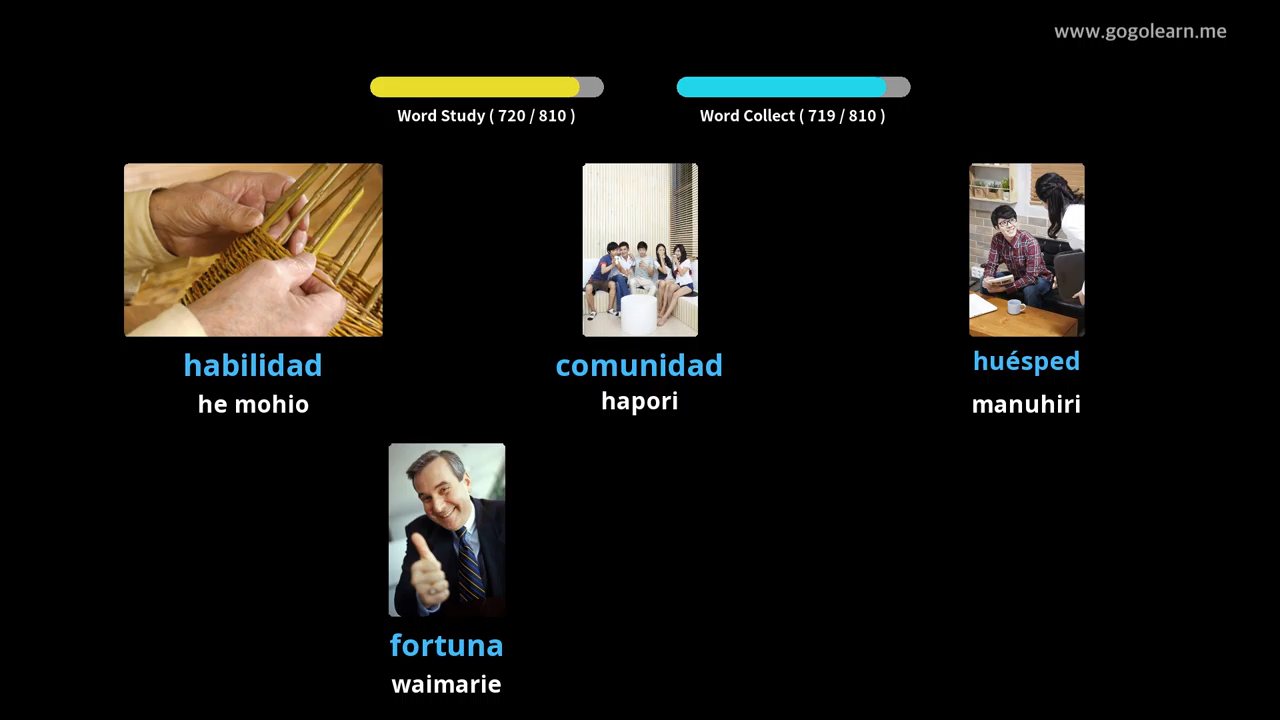 www.gogolearn.me
Word Study ( 720 / 810 )
Word Collect ( 719 / 810 )
habilidad
he mohio
comunidad
hapori
huésped
manuhiri
fortuna
waimarie